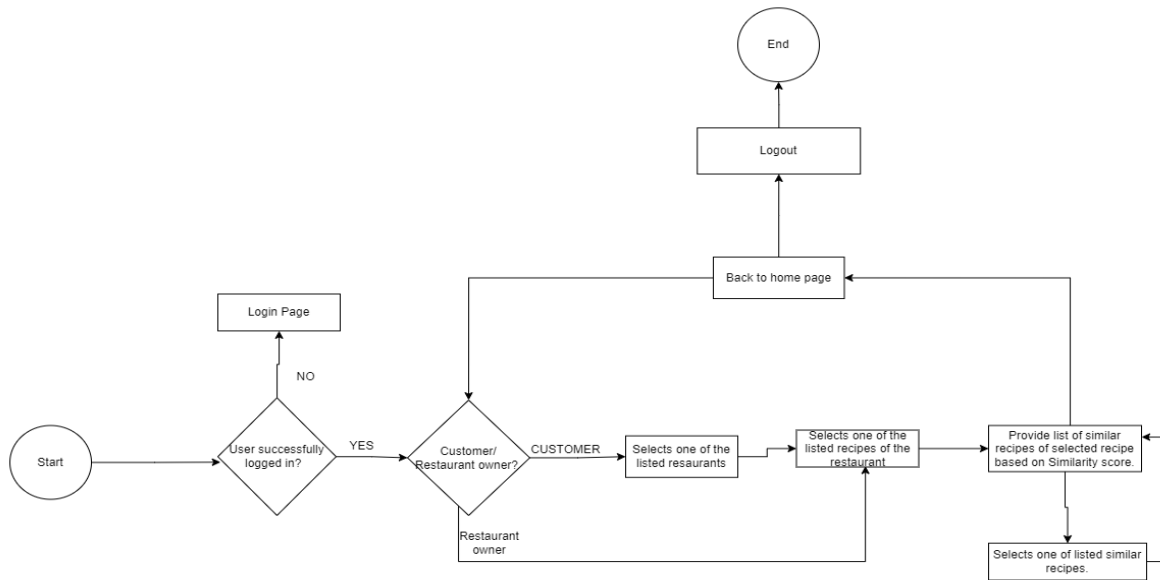 End
Logout
Back to home page
Login Page
NO
Start
User successfully
logged in?
YES
Customer/
Restaurant owner?
CUSTOMER
Selects one of the
listed resaurants
Selects one of the
listed recipes of the
restaurant
Provide list of similar
recipes of selected recipe
based on Similarity score.
Restaurant
owner
Selects one of listed similar
recipes.